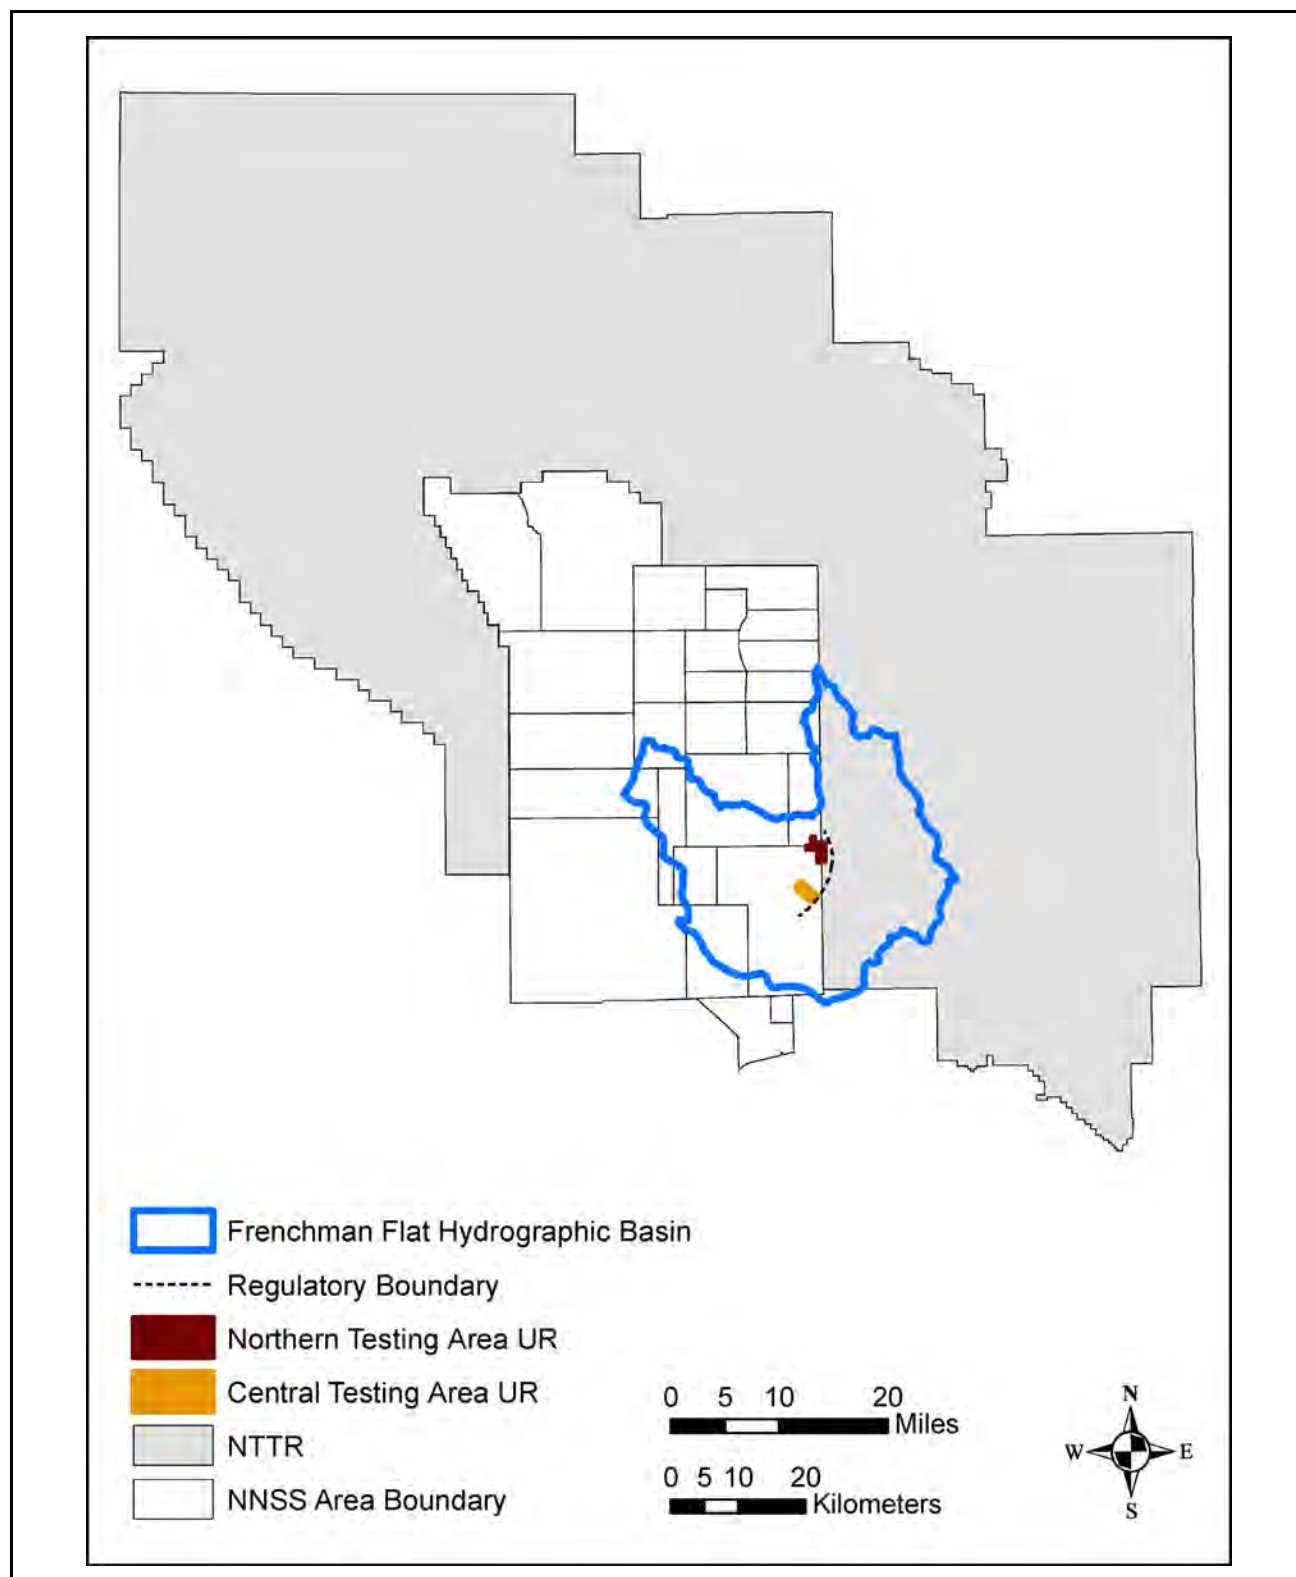 Frenchman Flat Hydrographic Basin
Regulatory Boundary
Northern Testing Area UR
Central Testing Area UR
NTTR
NNSS Area Boundary
0 5 10 20
Miles
0 5 10 20
Kilometers
N
W E
S